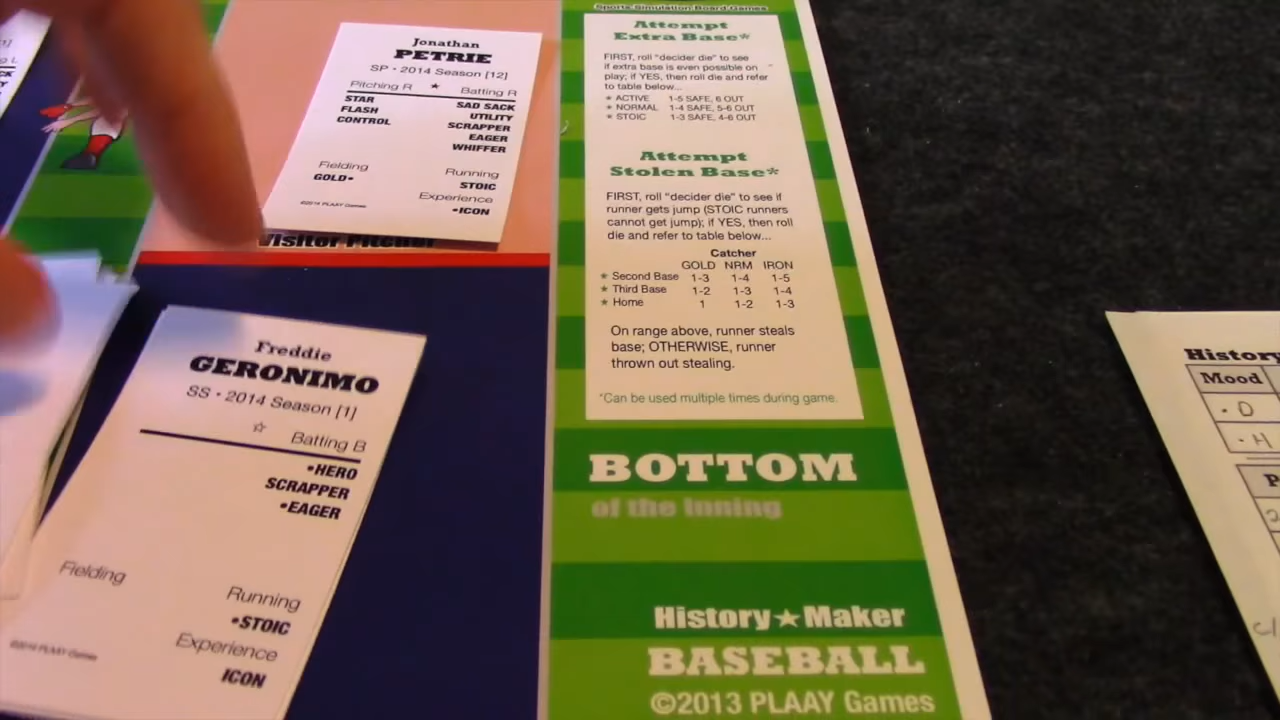 Jonathan
PETRIE
SP • 2014 Season [12]
Pitching R ★ Batting R
STAR
FLASH
CONTROL
SAD SACK
UTILITY
SCRAPPER
EAGER
WHIFFER
Fielding
GOLD•
Running
STOIC
Experience
•ICON
©2014 PLAAY Games
Visitor Pitcher
Freddie
GERONIMO
SS • 2014 Season [1]
☆ Batting B
•HERO
SCRAPPER
•EAGER
Fielding
Running
•STOIC
Experience
ICON
©2014 PLAAY Games
Sports Simulation Board Games
Attempt
Extra Base*
FIRST, roll "decider die" to see
if extra base is even possible on
play; if YES, then roll die and refer
to table below...
★ ACTIVE 1-5 SAFE, 6 OUT
★ NORMAL 1-4 SAFE, 5-6 OUT
★ STOIC 1-3 SAFE, 4-6 OUT
Attempt
Stolen Base*
FIRST, roll "decider die" to see if
runner gets jump (STOIC runners
cannot get jump); if YES, then roll
die and refer to table below...
Catcher
GOLD NRM IRON
★ Second Base 1-3 1-4 1-5
★ Third Base 1-2 1-3 1-4
★ Home 1 1-2 1-3
On range above, runner steals
base; OTHERWISE, runner
thrown out stealing.
*Can be used multiple times during game.
BOTTOM
of the Inning
History★Maker
BASEBALL
©2013 PLAAY Games
History
Mood
• D
• H
P
2